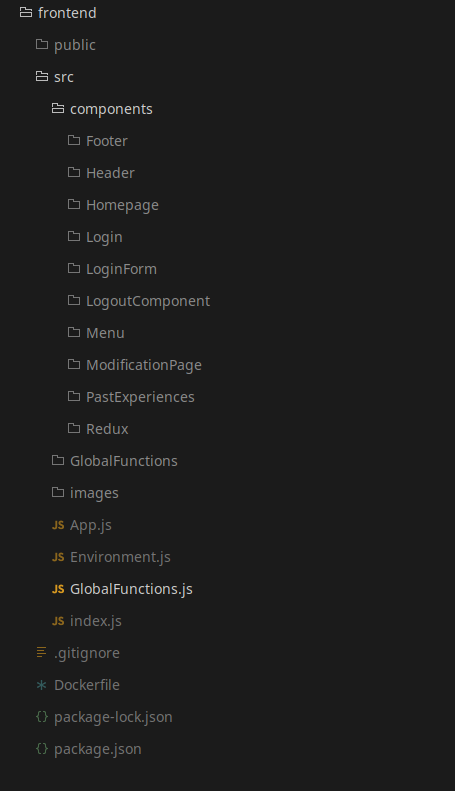 frontend
public
src
components
Footer
Header
Homepage
Login
LoginForm
LogoutComponent
Menu
ModificationPage
PastExperiences
Redux
GlobalFunctions
images
JS App.js
JS Environment.js
JS GlobalFunctions.js
JS index.js
.gitignore
Dockerfile
{} package-lock.json
{} package.json